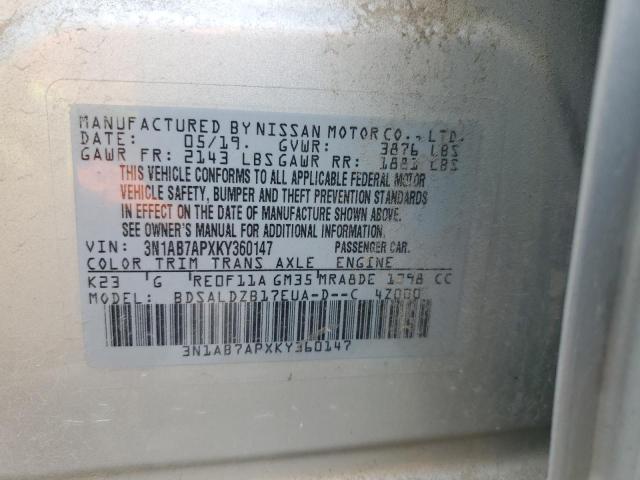 MANUFACTURED BY NISSAN MOTOR CO., LTD.
DATE: 05/19. GVWR: 3876 LBS
GAWR FR: 2143 LBS GAWR RR: 1881 LBS
THIS VEHICLE CONFORMS TO ALL APPLICABLE FEDERAL MOTOR
VEHICLE SAFETY, BUMPER AND THEFT PREVENTION STANDARDS
IN EFFECT ON THE DATE OF MANUFACTURE SHOWN ABOVE.
SEE OWNER'S MANUAL FOR ADDITIONAL INFORMATION.
VIN: 3N1AB7APXKY360147 PASSENGER CAR.
COLOR TRIM TRANS AXLE ENGINE
K23 G RE0F11A GM35 MRA8DE 1798 CC
MODEL: BDSALDZB17EUA-D--C 4Z000
3N1AB7APXKY360147